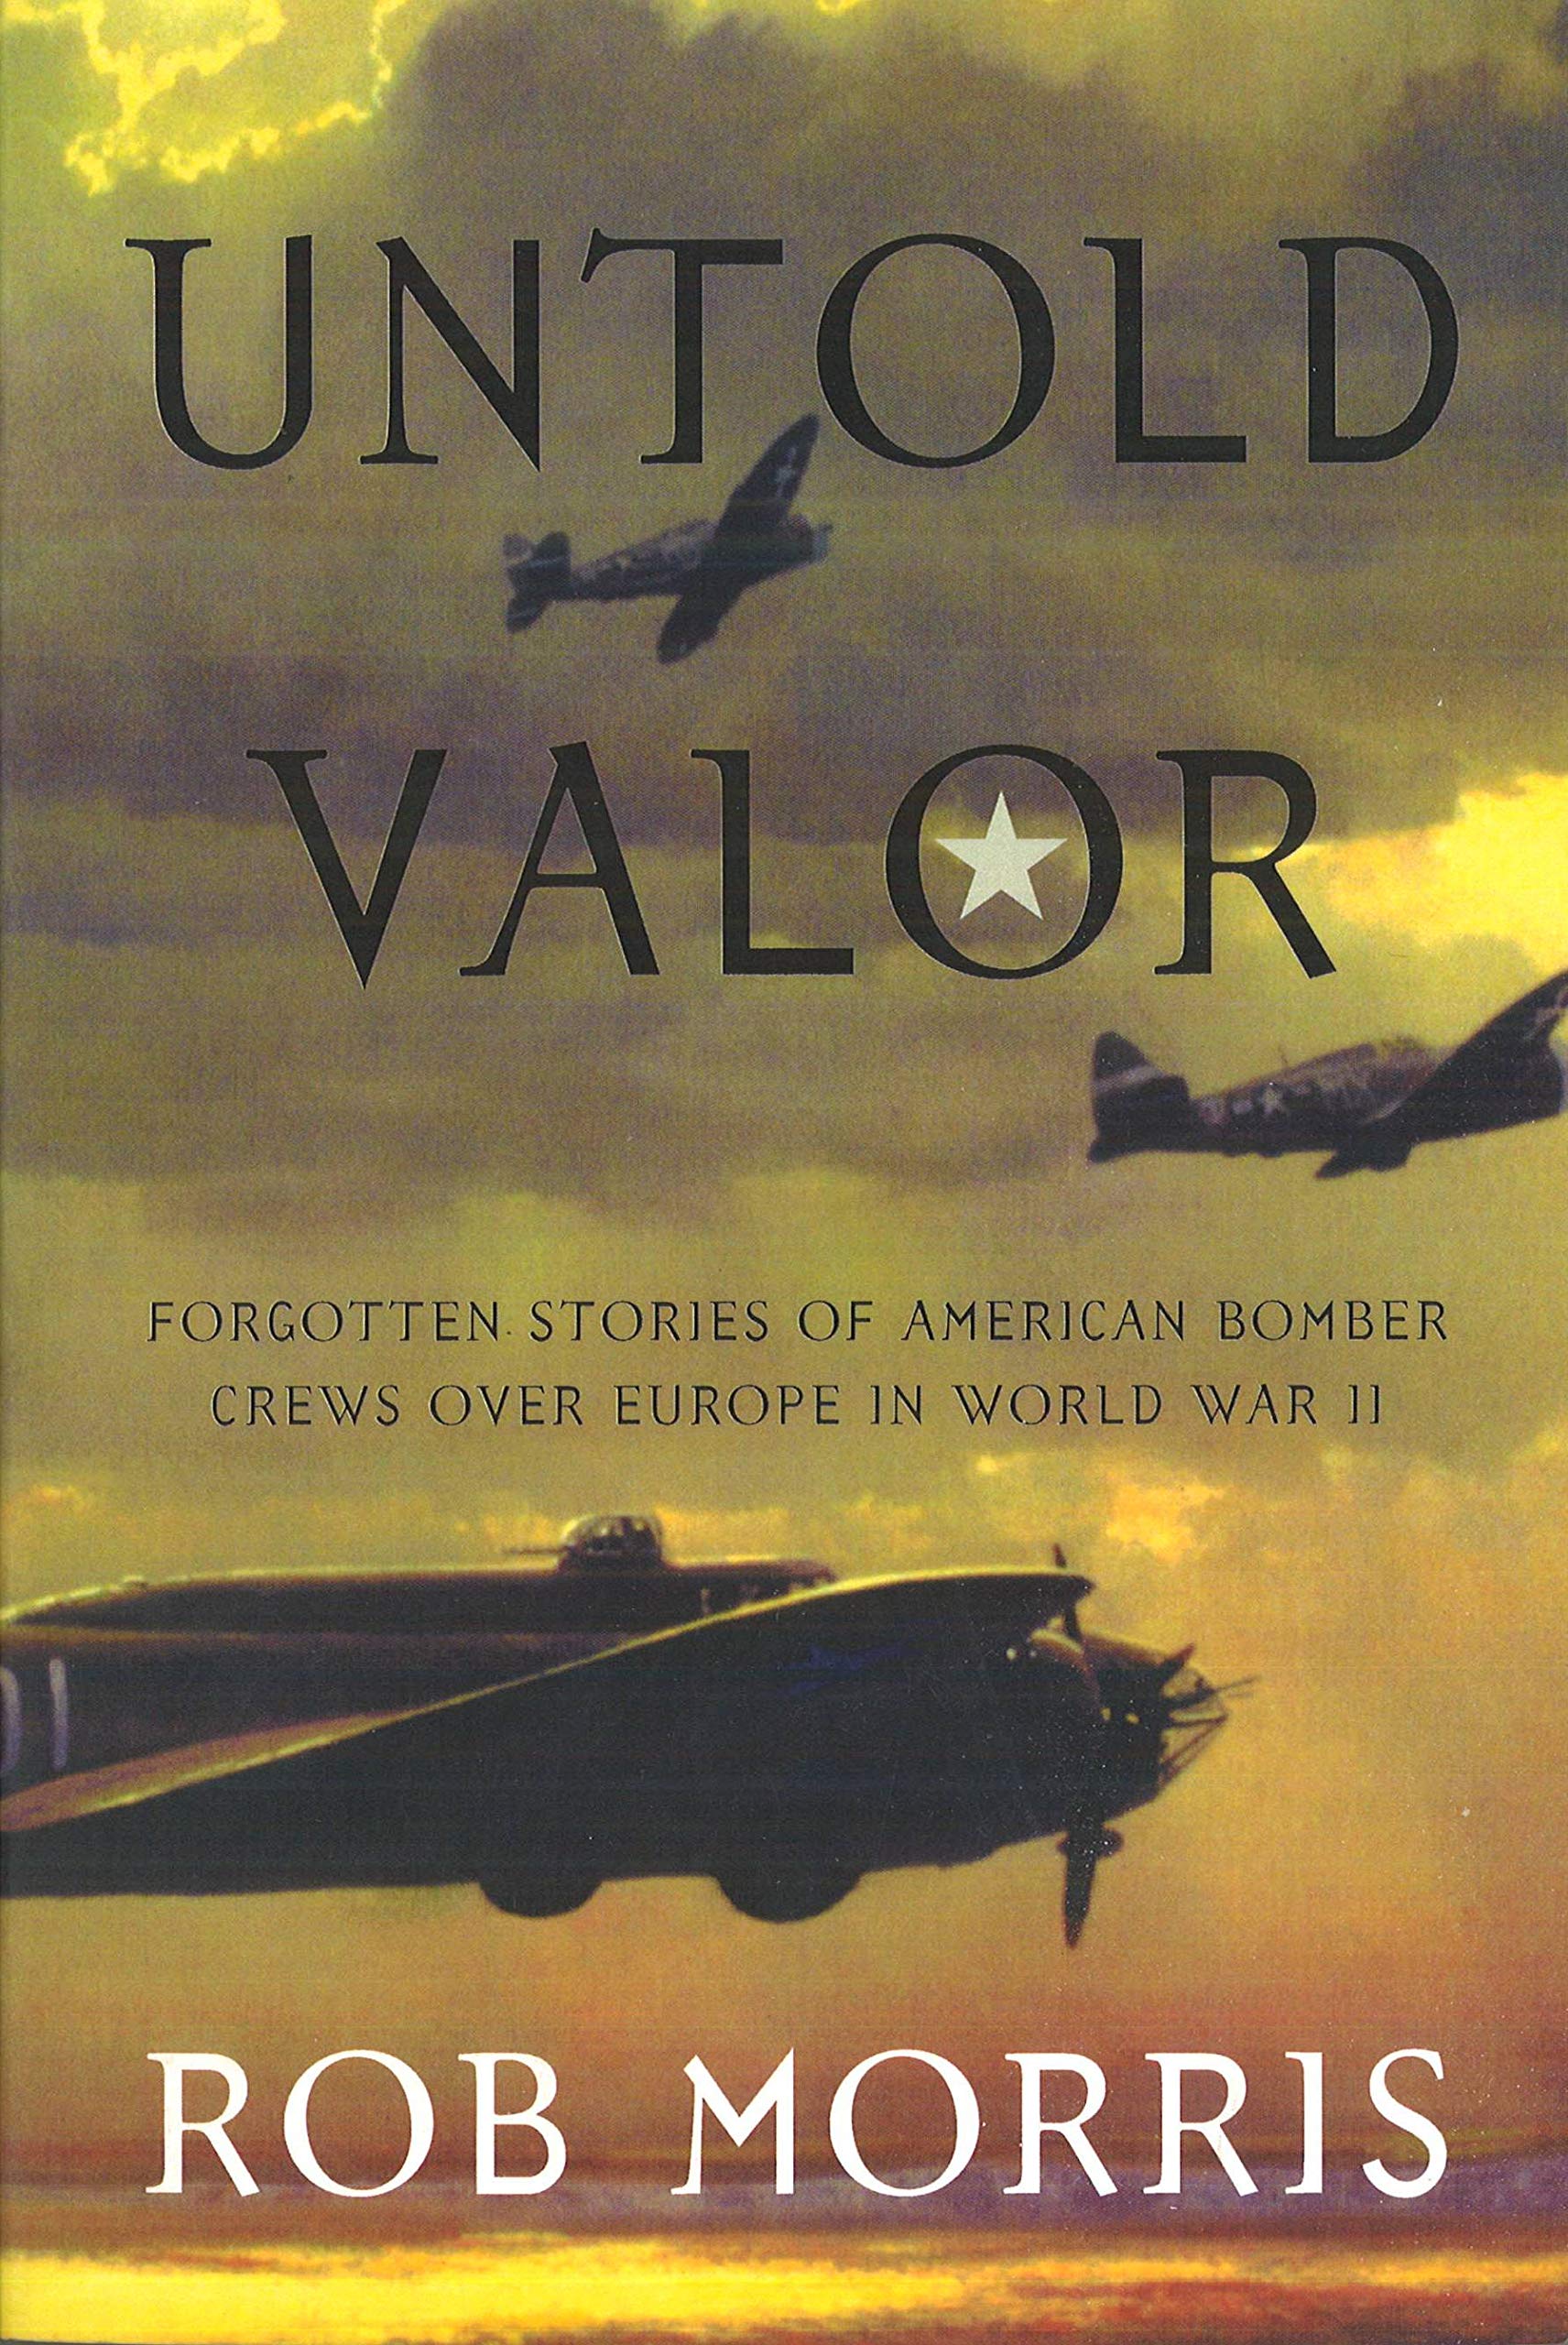 UNTOLD
VALOR
FORGOTTEN STORIES OF AMERICAN BOMBER
CREWS OVER EUROPE IN WORLD WAR II
ROB MORRIS